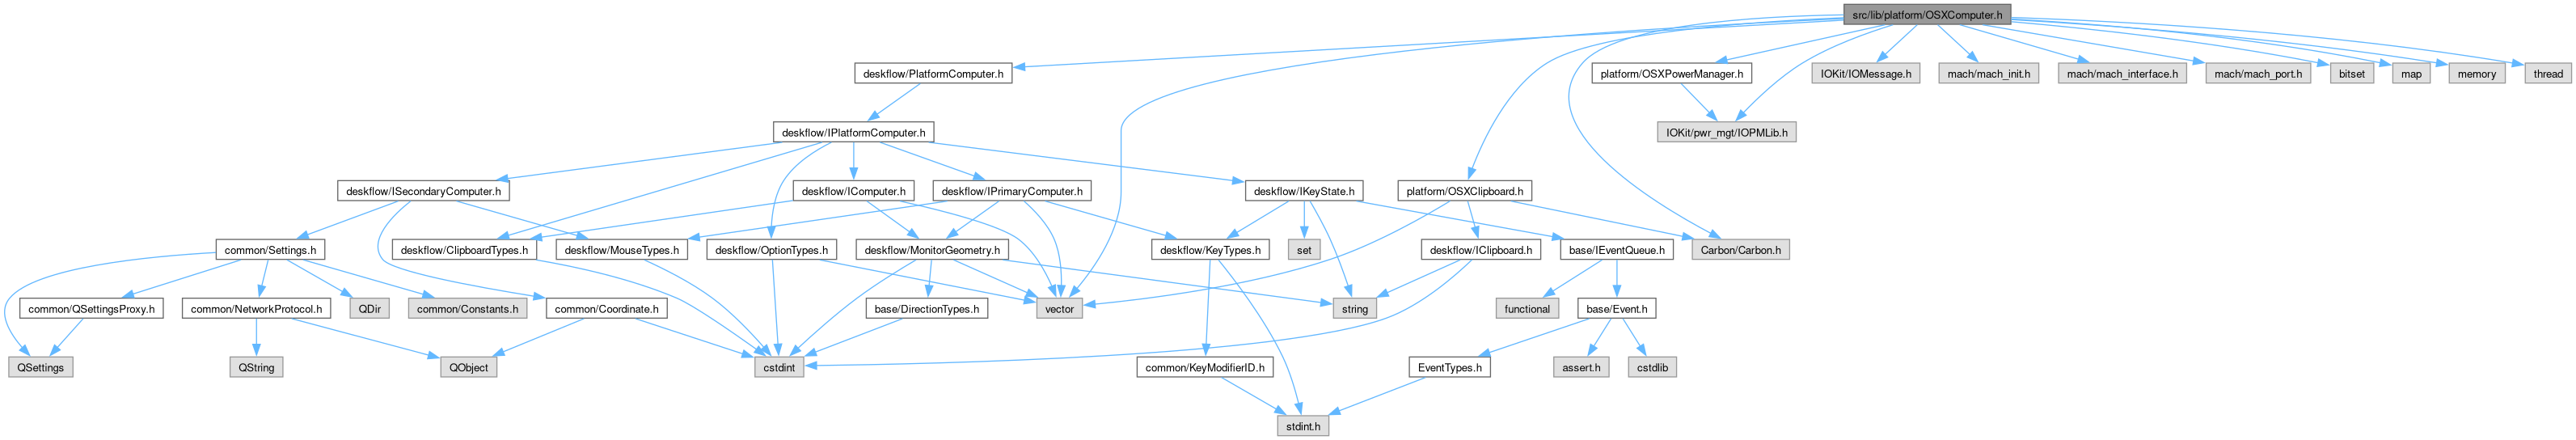 src/lib/platform/OSXComputer.h
deskflow/PlatformComputer.h
platform/OSXPowerManager.h
IOKit/IOMessage.h
mach/mach_init.h
mach/mach_interface.h
mach/mach_port.h
bitset
map
memory
thread
deskflow/IPlatformComputer.h
IOKit/pwr_mgt/IOPMLib.h
deskflow/ISecondaryComputer.h
deskflow/IComputer.h
deskflow/IPrimaryComputer.h
deskflow/IKeyState.h
platform/OSXClipboard.h
common/Settings.h
deskflow/ClipboardTypes.h
deskflow/MouseTypes.h
deskflow/OptionTypes.h
deskflow/MonitorGeometry.h
deskflow/KeyTypes.h
set
deskflow/IClipboard.h
base/IEventQueue.h
Carbon/Carbon.h
common/QSettingsProxy.h
common/NetworkProtocol.h
QDir
common/Constants.h
common/Coordinate.h
base/DirectionTypes.h
vector
string
functional
base/Event.h
QSettings
QString
QObject
cstdint
common/KeyModifierID.h
EventTypes.h
assert.h
cstdlib
stdint.h